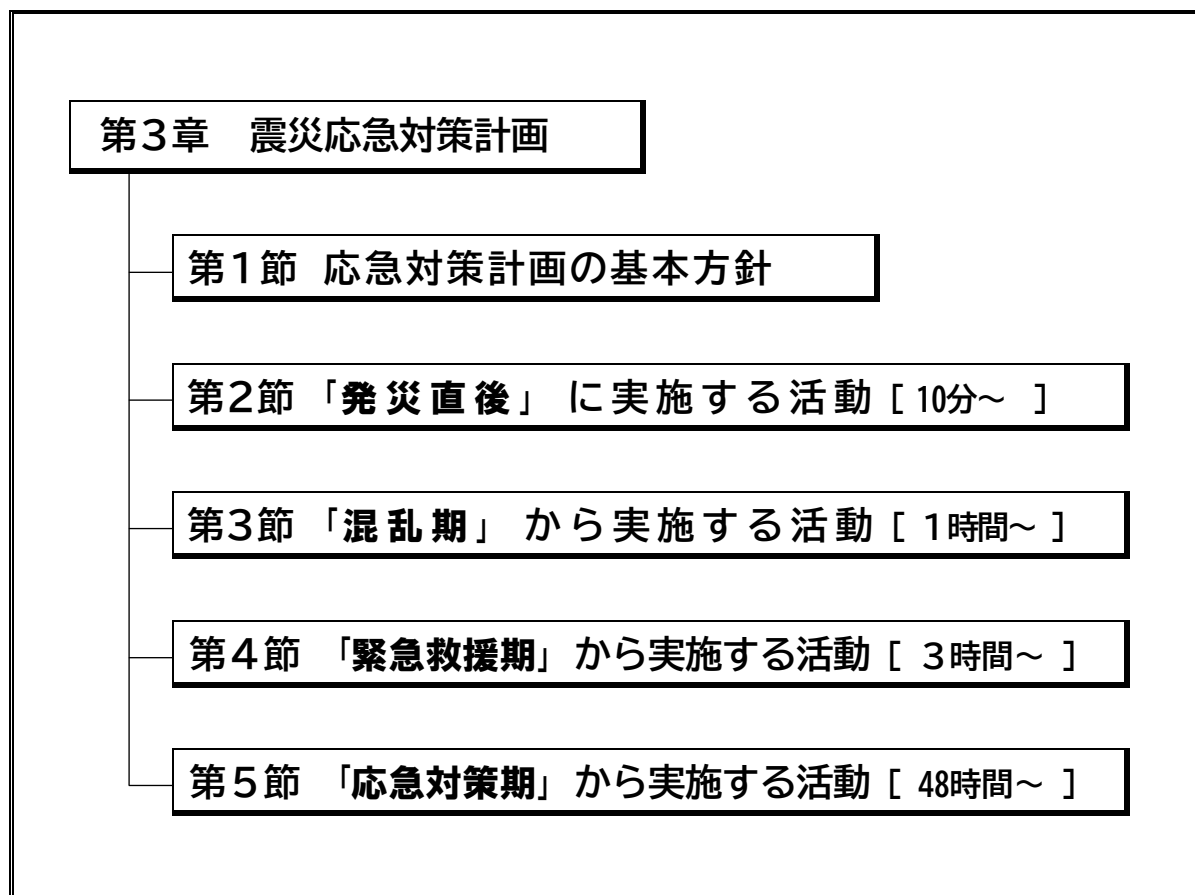 第3章　震災応急対策計画
第1節 応急対策計画の基本方針
第2節 「発災直後」 に実施する活動 [ 10分～ ]
第3節 「混乱期」 から実施する活動 [ 1時間～ ]
第4節 「緊急救援期」から実施する活動 [ 3時間～ ]
第5節 「応急対策期」から実施する活動 [ 48時間～ ]